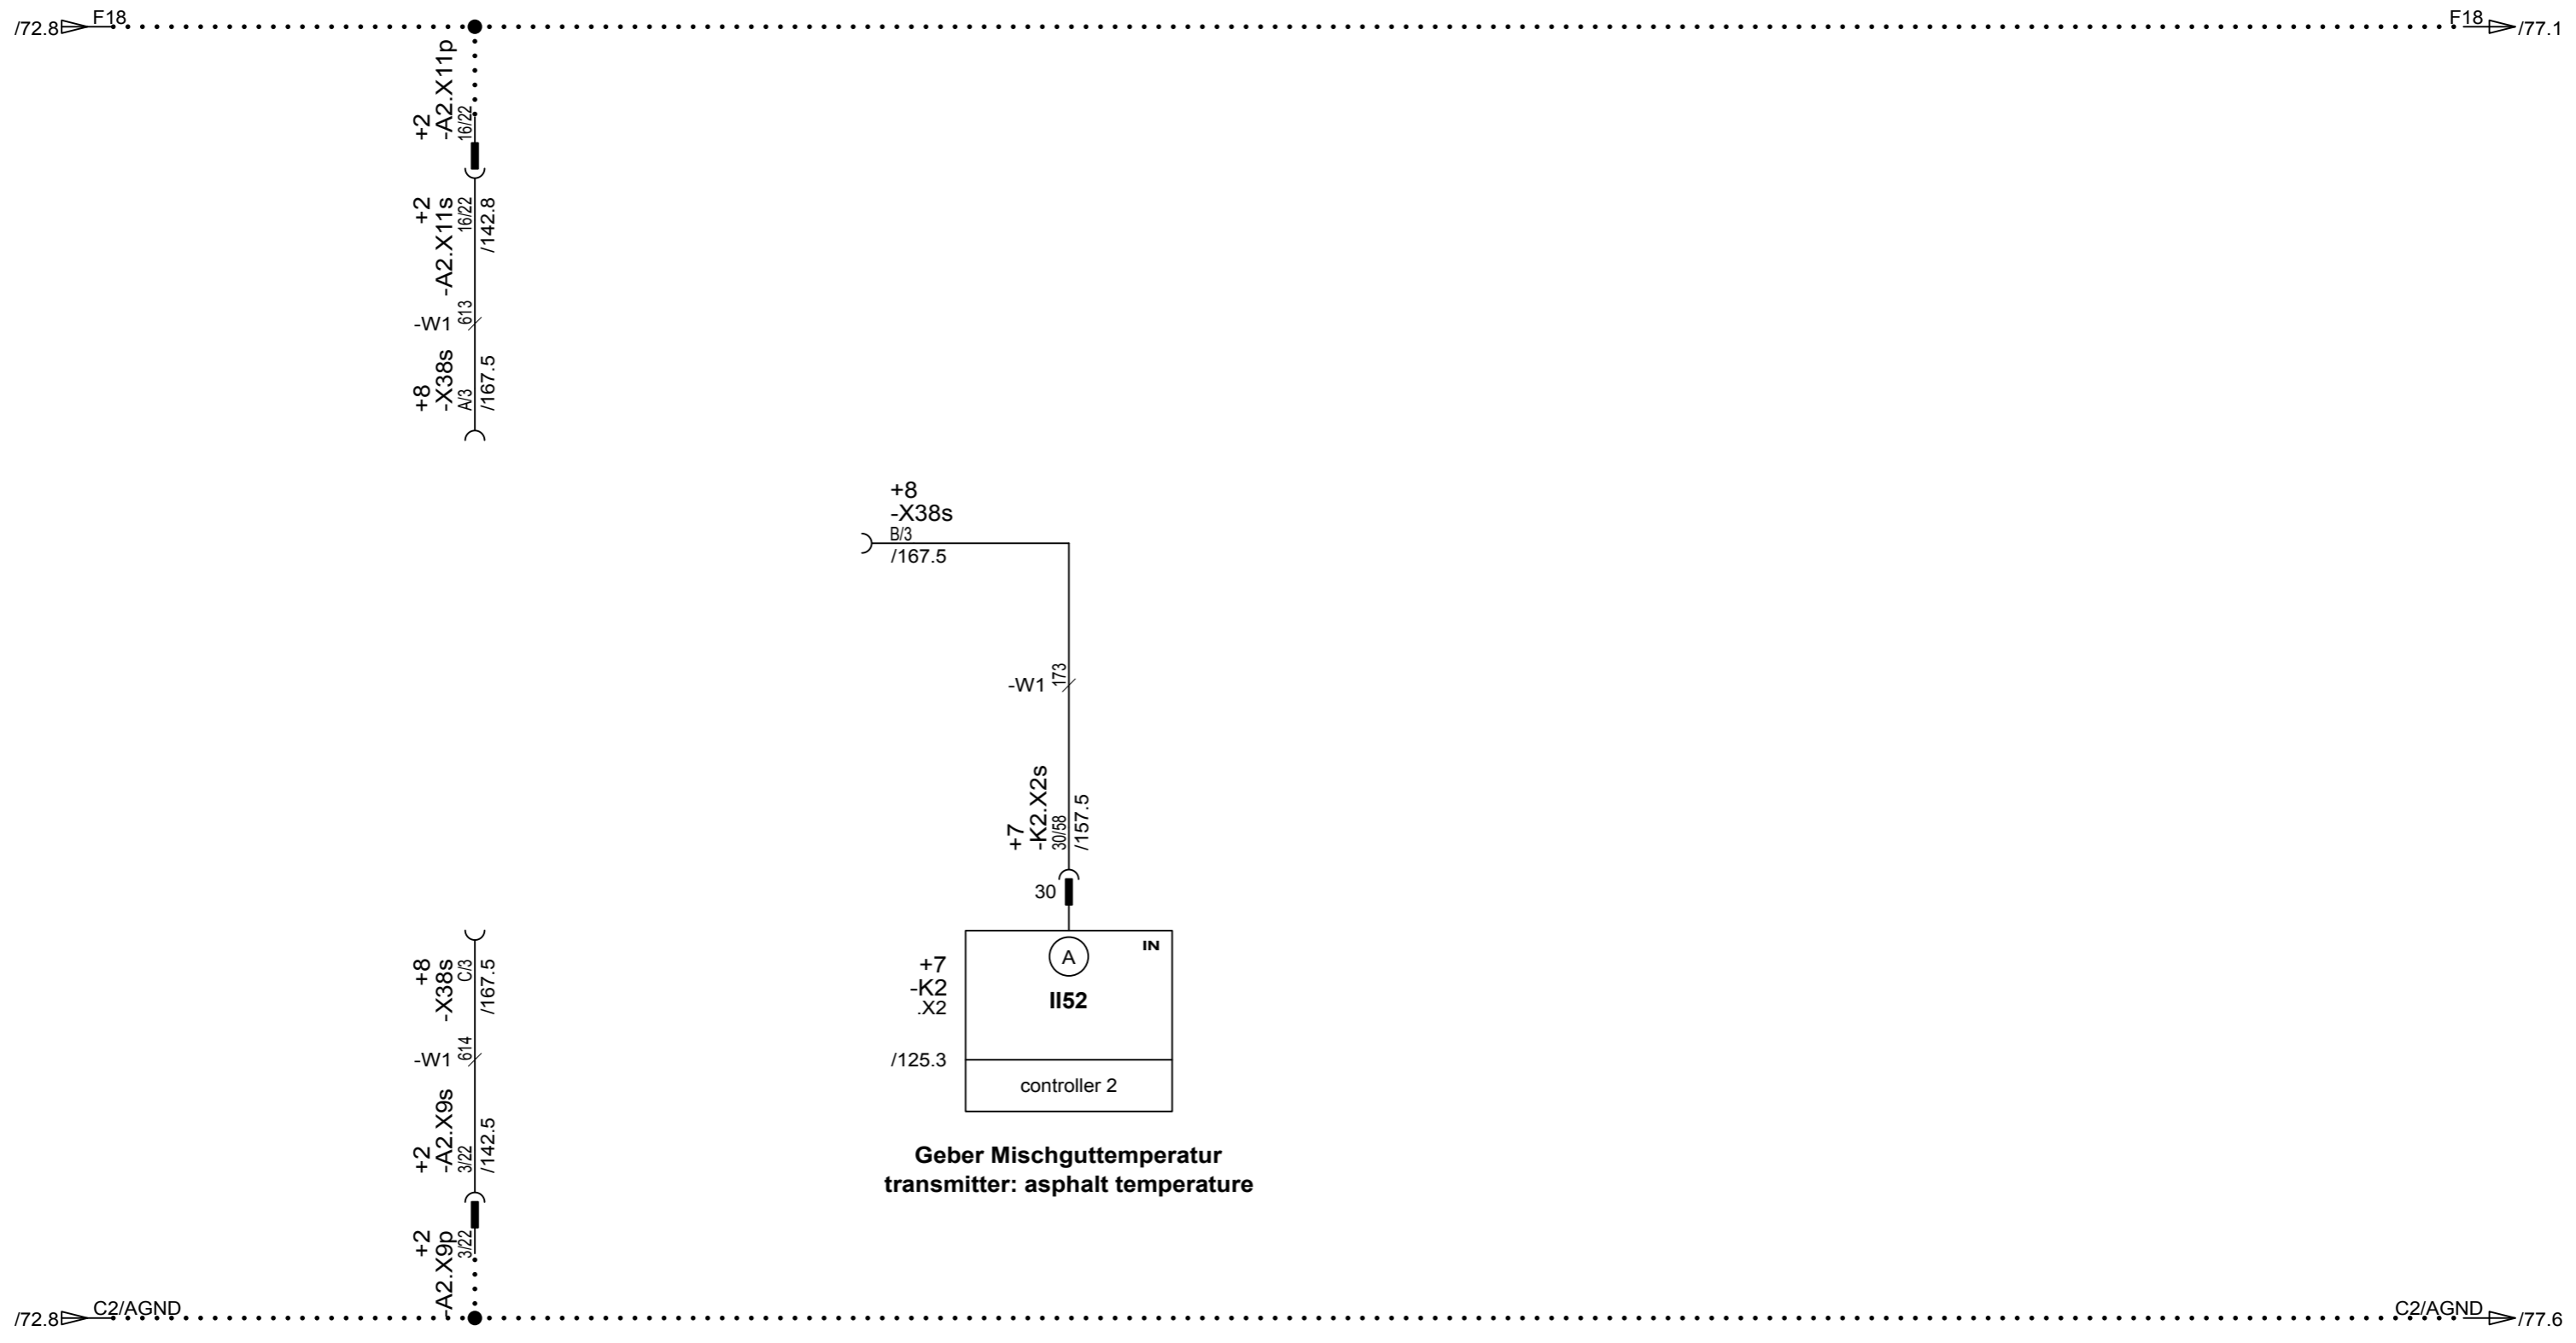 /72.8 F18
F18 /77.1
+2
-A2.X11p
16/22
+2
-A2.X11s
16/22
/142.8
-W1 613
+8
-X38s
A/3
/167.5
+8
-X38s
B/3
/167.5
-W1 173
+7
-K2.X2s
30/58
/157.5
30
+7
-K2
.X2
/125.3
A
IN
II52
controller 2
Geber Mischguttemperatur
transmitter: asphalt temperature
+8
-X38s
C/3
/167.5
-W1 614
+2
-A2.X9s
3/22
/142.5
+2
-A2.X9p
3/22
/72.8 C2/AGND
C2/AGND /77.6